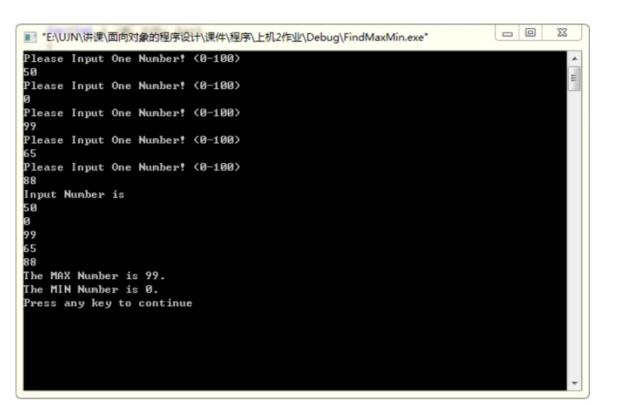 "E:\UJN\讲课\面向对象的程序设计\课件\程序\上机2作业\Debug\FindMaxMin.exe"
Please Input One Number! (0-100)
50
Please Input One Number! (0-100)
0
Please Input One Number! (0-100)
99
Please Input One Number! (0-100)
65
Please Input One Number! (0-100)
88
Input Number is
50
0
99
65
88
The MAX Number is 99.
The MIN Number is 0.
Press any key to continue